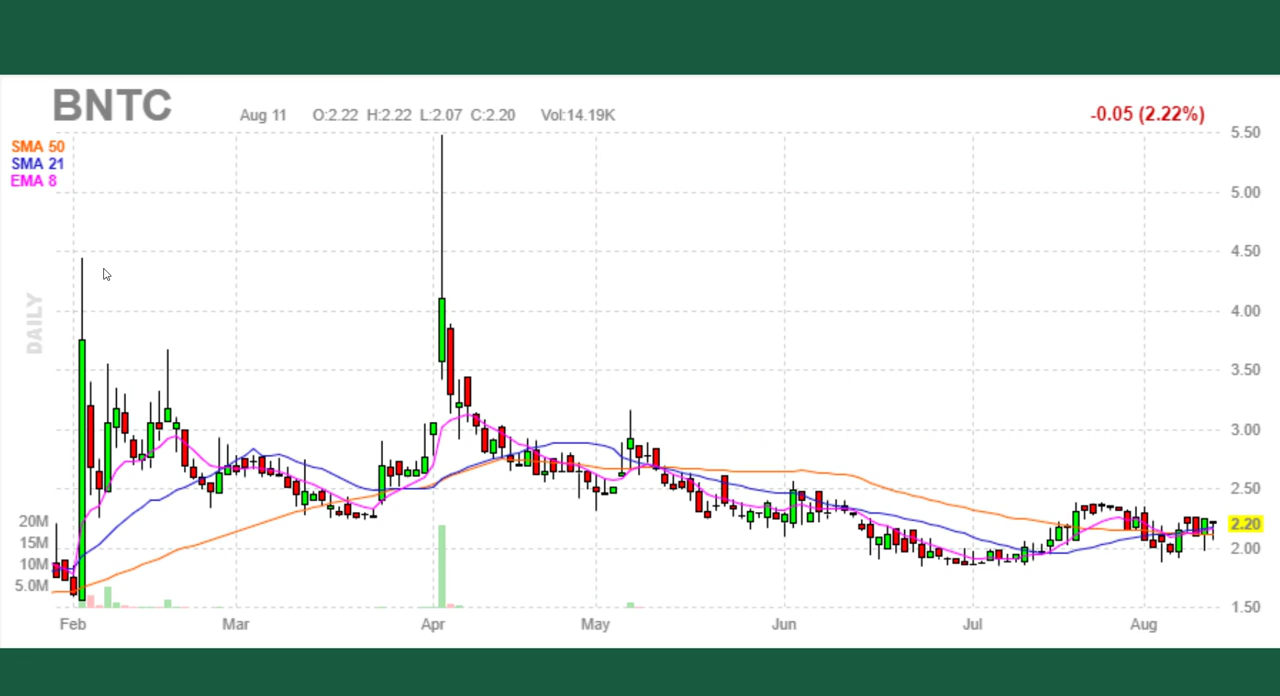 BNTC
Aug 11 O:2.22 H:2.22 L:2.07 C:2.20 Vol:14.19K
-0.05 (2.22%)
SMA 50
SMA 21
EMA 8
DAILY
5.50
5.00
4.50
4.00
3.50
3.00
2.50
2.20
2.00
1.50
20M
15M
10M
5.0M
Feb Mar Apr May Jun Jul Aug